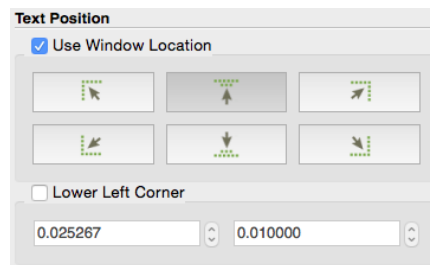 Text Position
Use Window Location
Lower Left Corner
0.025267 0.010000